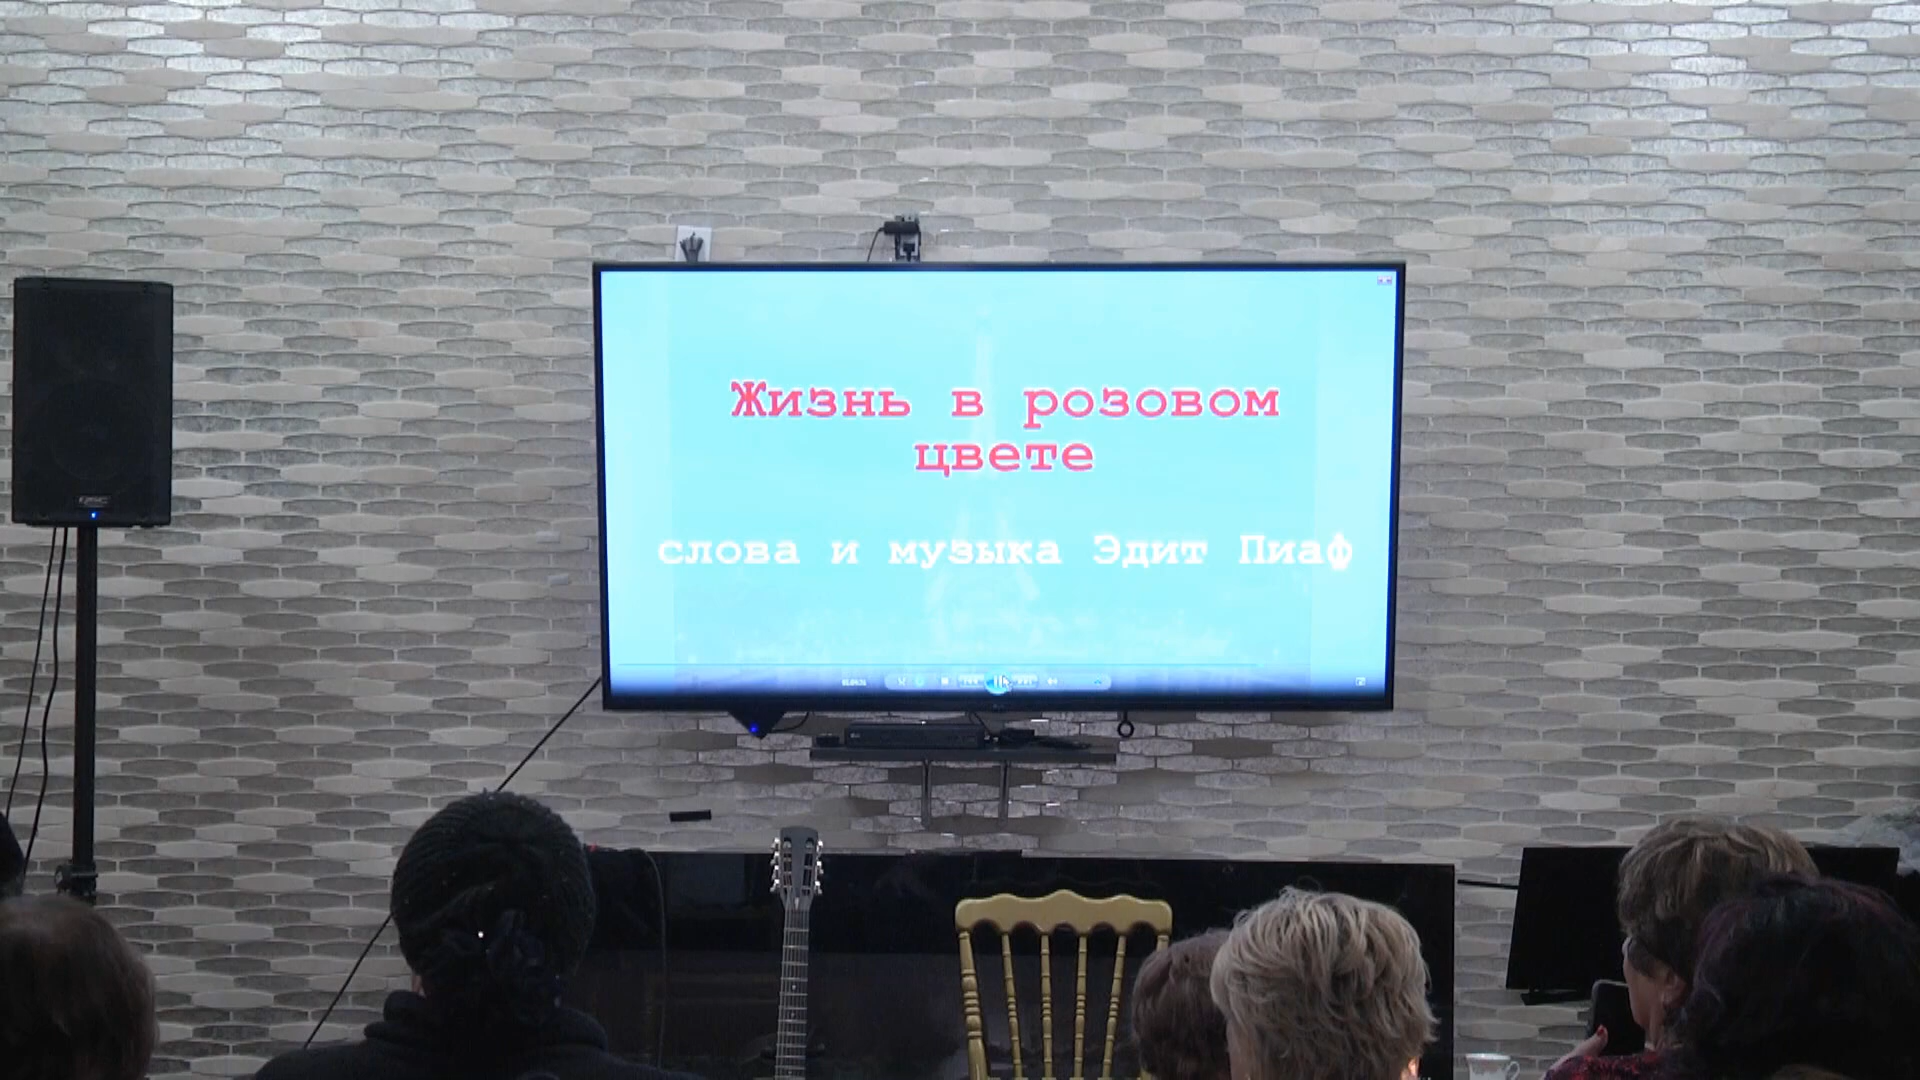 Жизнь в розовом
цвете
слова и музыка Эдит Пиаф